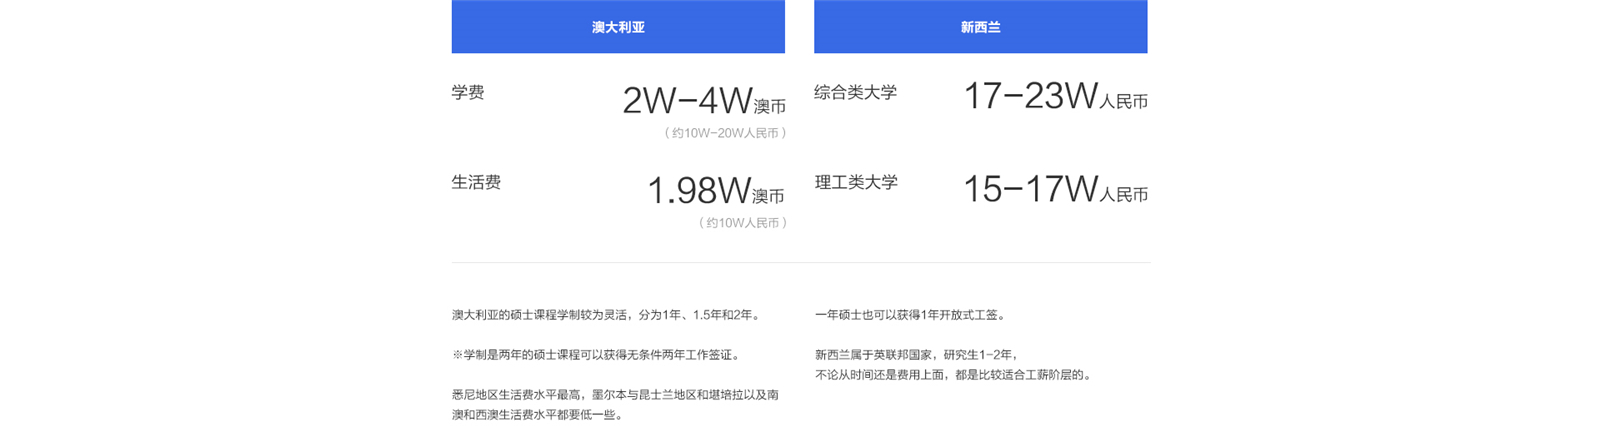 澳大利亚
学费
2W-4W澳币
（约10W-20W人民币）
生活费
1.98W澳币
（约10W人民币）
澳大利亚的硕士课程学制较为灵活，分为1年、1.5年和2年。
※学制是两年的硕士课程可以获得无条件两年工作签证。
悉尼地区生活费水平最高，墨尔本与昆士兰地区和堪培拉以及南
澳和西澳生活费水平都要低一些。
新西兰
综合类大学
17-23W人民币
理工类大学
15-17W人民币
一年硕士也可以获得1年开放式工签。
新西兰属于英联邦国家，研究生1-2年，
不论从时间还是费用上面，都是比较适合工薪阶层的。